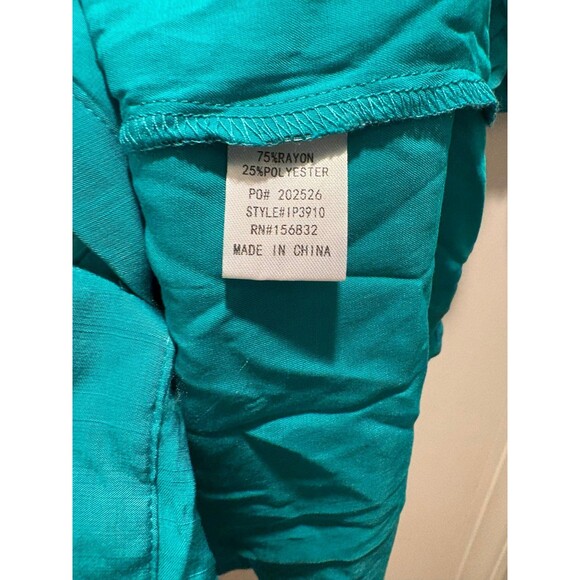 75%RAYON
25%POLYESTER
PO# 202526
STYLE#IP3910
RN#156832
MADE IN CHINA